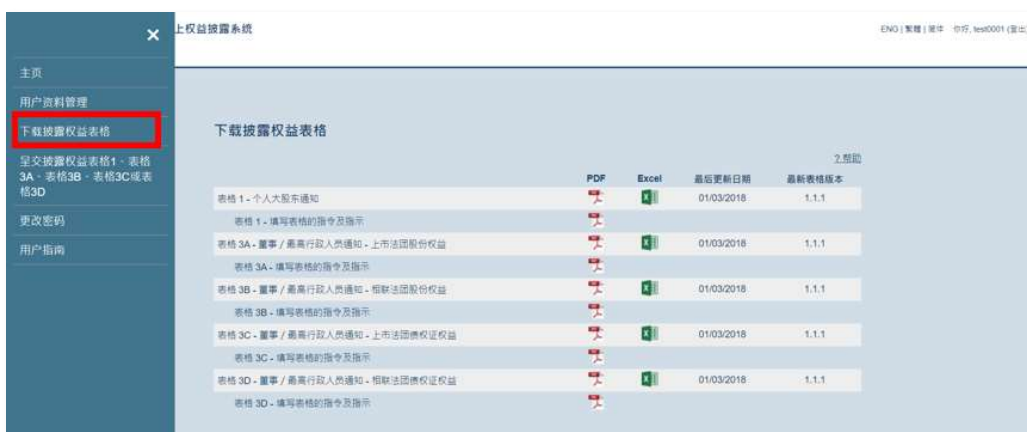 ×
上权益披露系统
ENG | 繁體 | 简体 你好, test0001 (登出)
主页
用户资料管理
下载披露权益表格
呈交披露权益表格1、表格
3A、表格3B、表格3C或表
格3D
更改密码
用户指南
下载披露权益表格
?.帮助
PDF Excel 最后更新日期 最新表格版本
表格 1 - 个人大股东通知 01/03/2018 1.1.1
表格 1 - 填写表格的指令及指示
表格 3A - 董事 / 最高行政人员通知 - 上市法团股份权益 01/03/2018 1.1.1
表格 3A - 填写表格的指令及指示
表格 3B - 董事 / 最高行政人员通知 - 相联法团股份权益 01/03/2018 1.1.1
表格 3B - 填写表格的指令及指示
表格 3C - 董事 / 最高行政人员通知 - 上市法团债权证权益 01/03/2018 1.1.1
表格 3C - 填写表格的指令及指示
表格 3D - 董事 / 最高行政人员通知 - 相联法团债权证权益 01/03/2018 1.1.1
表格 3D - 填写表格的指令及指示